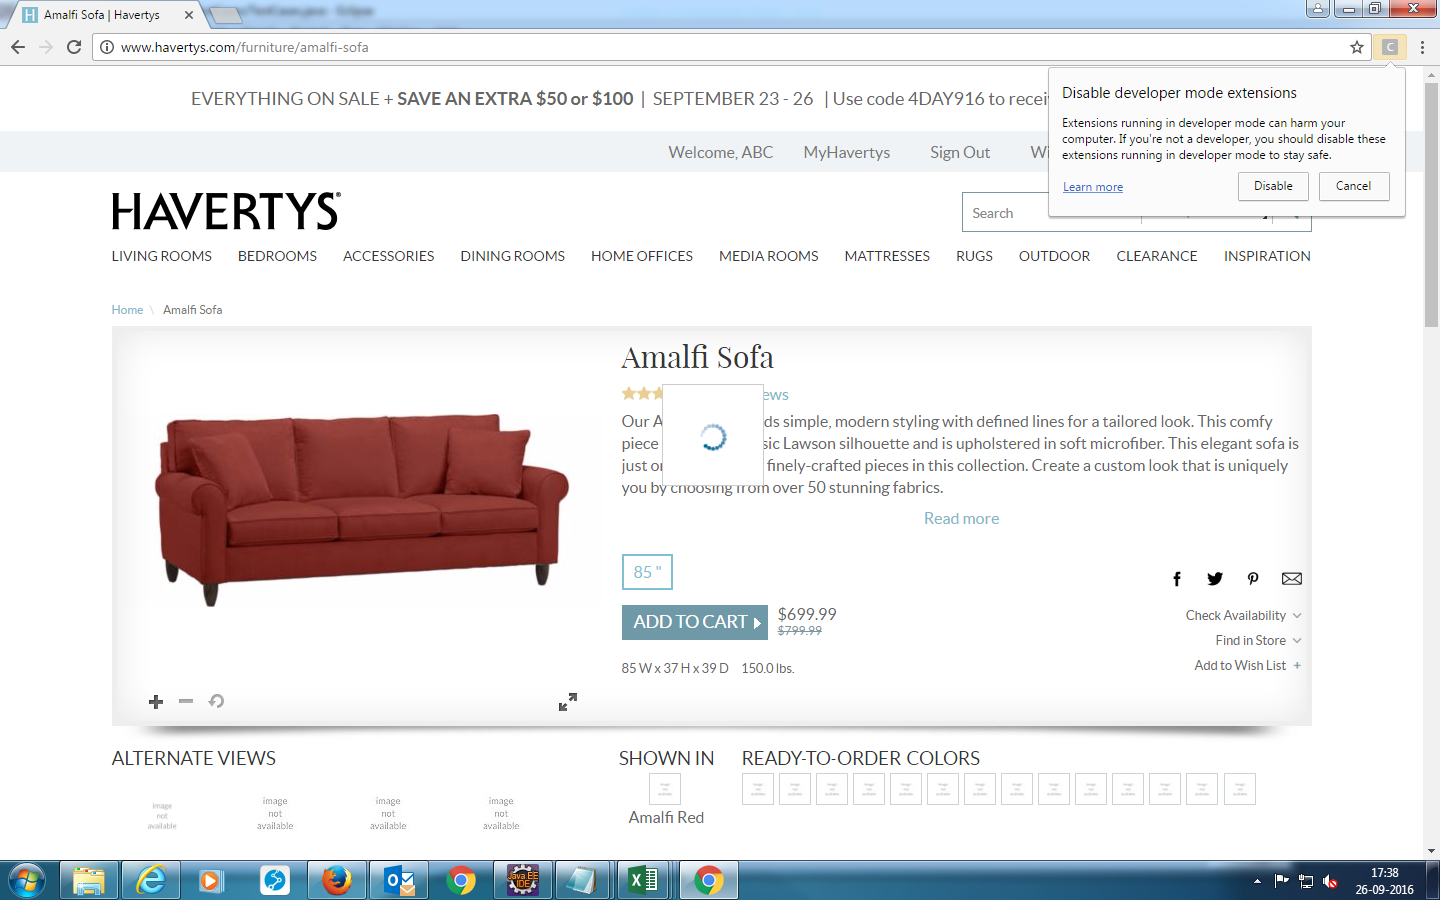 Amalfi Sofa | Havertys
www.havertys.com/furniture/amalfi-sofa
C
EVERYTHING ON SALE + SAVE AN EXTRA $50 or $100 | SEPTEMBER 23 - 26 | Use code 4DAY916 to
Disable developer mode extensions
Extensions running in developer mode can harm your
computer. If you're not a developer, you should disable these
extensions running in developer mode to stay safe.
Learn more
Disable
Cancel
Welcome, ABC
MyHavertys
Sign Out
HAVERTYS
Search
LIVING ROOMS
BEDROOMS
ACCESSORIES
DINING ROOMS
HOME OFFICES
MEDIA ROOMS
MATTRESSES
RUGS
OUTDOOR
CLEARANCE
INSPIRATION
Home \ Amalfi Sofa
Amalfi Sofa
ews
Our A ds simple, modern styling with defined lines for a tailored look. This comfy
piece sic Lawson silhouette and is upholstered in soft microfiber. This elegant sofa is
just o finely-crafted pieces in this collection. Create a custom look that is uniquely
you by choosing from over 50 stunning fabrics.
Read more
85 "
ADD TO CART
$699.99
$799.99
Check Availability
Find in Store
Add to Wish List +
85 W x 37 H x 39 D 150.0 lbs.
ALTERNATE VIEWS
SHOWN IN
READY-TO-ORDER COLORS
image
not
available
image
not
available
image
not
available
image
not
available
Amalfi Red
Java EE
IDE
17:38
26-09-2016